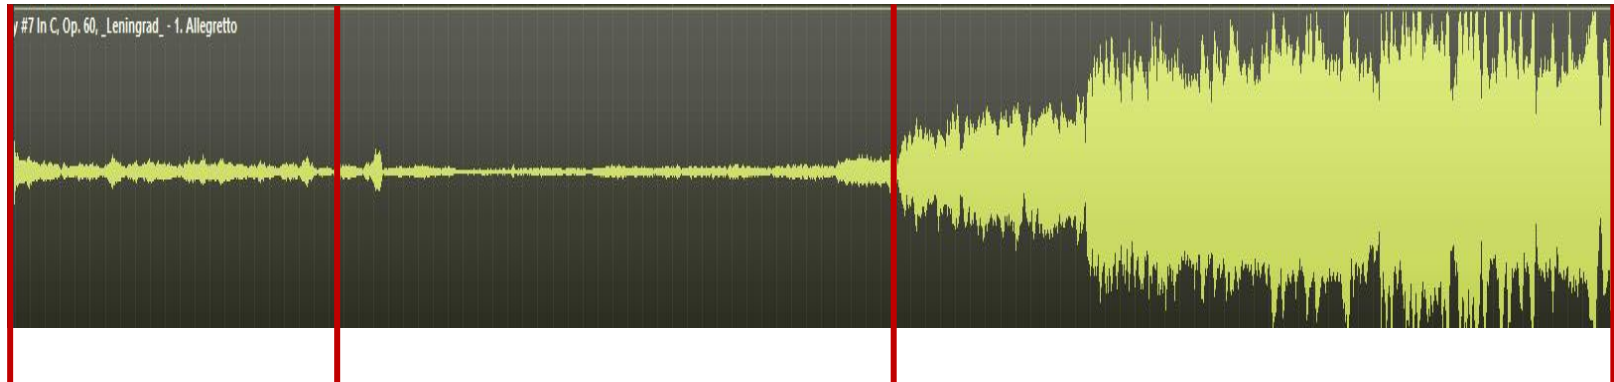 y #7 In C, Op. 60, _Leningrad_ - 1. Allegretto